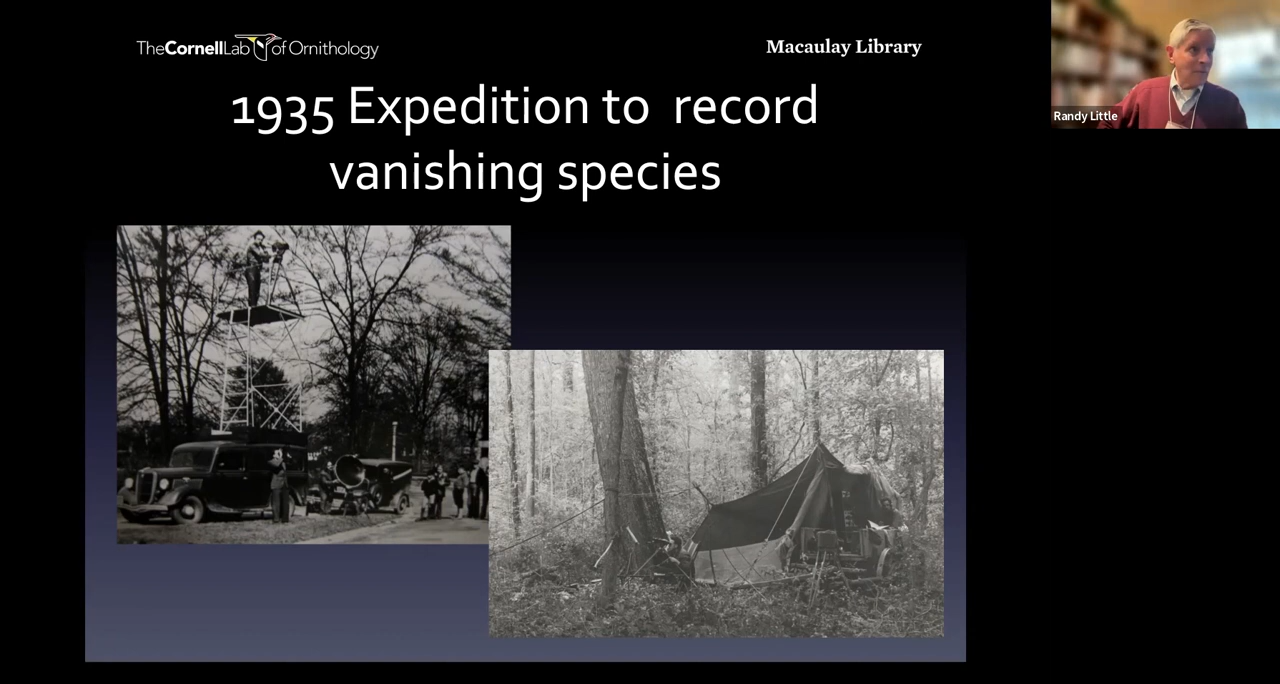 TheCornellLab of Ornithology
Macaulay Library
1935 Expedition to record
vanishing species
Randy Little